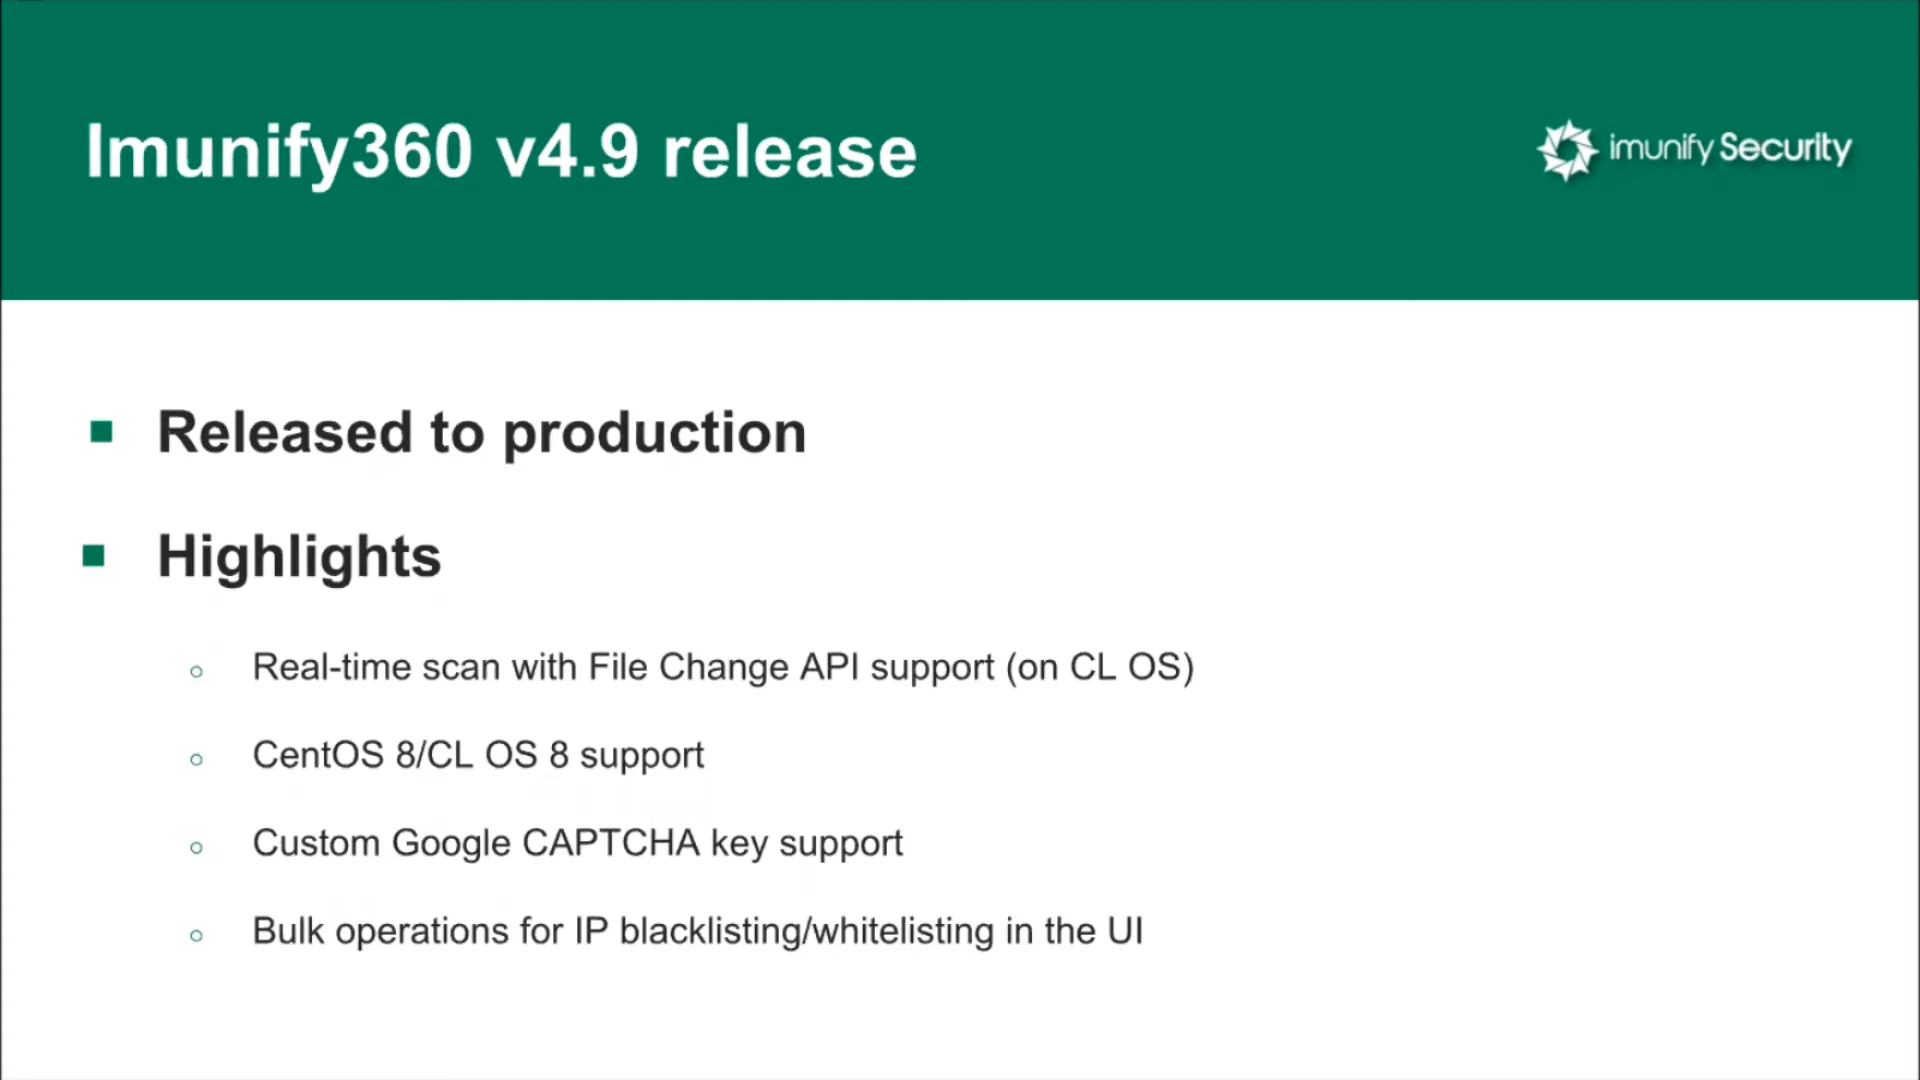 Imunify360 v4.9 release
imunify Security
Released to production
Highlights
Real-time scan with File Change API support (on CL OS)
CentOS 8/CL OS 8 support
Custom Google CAPTCHA key support
Bulk operations for IP blacklisting/whitelisting in the UI